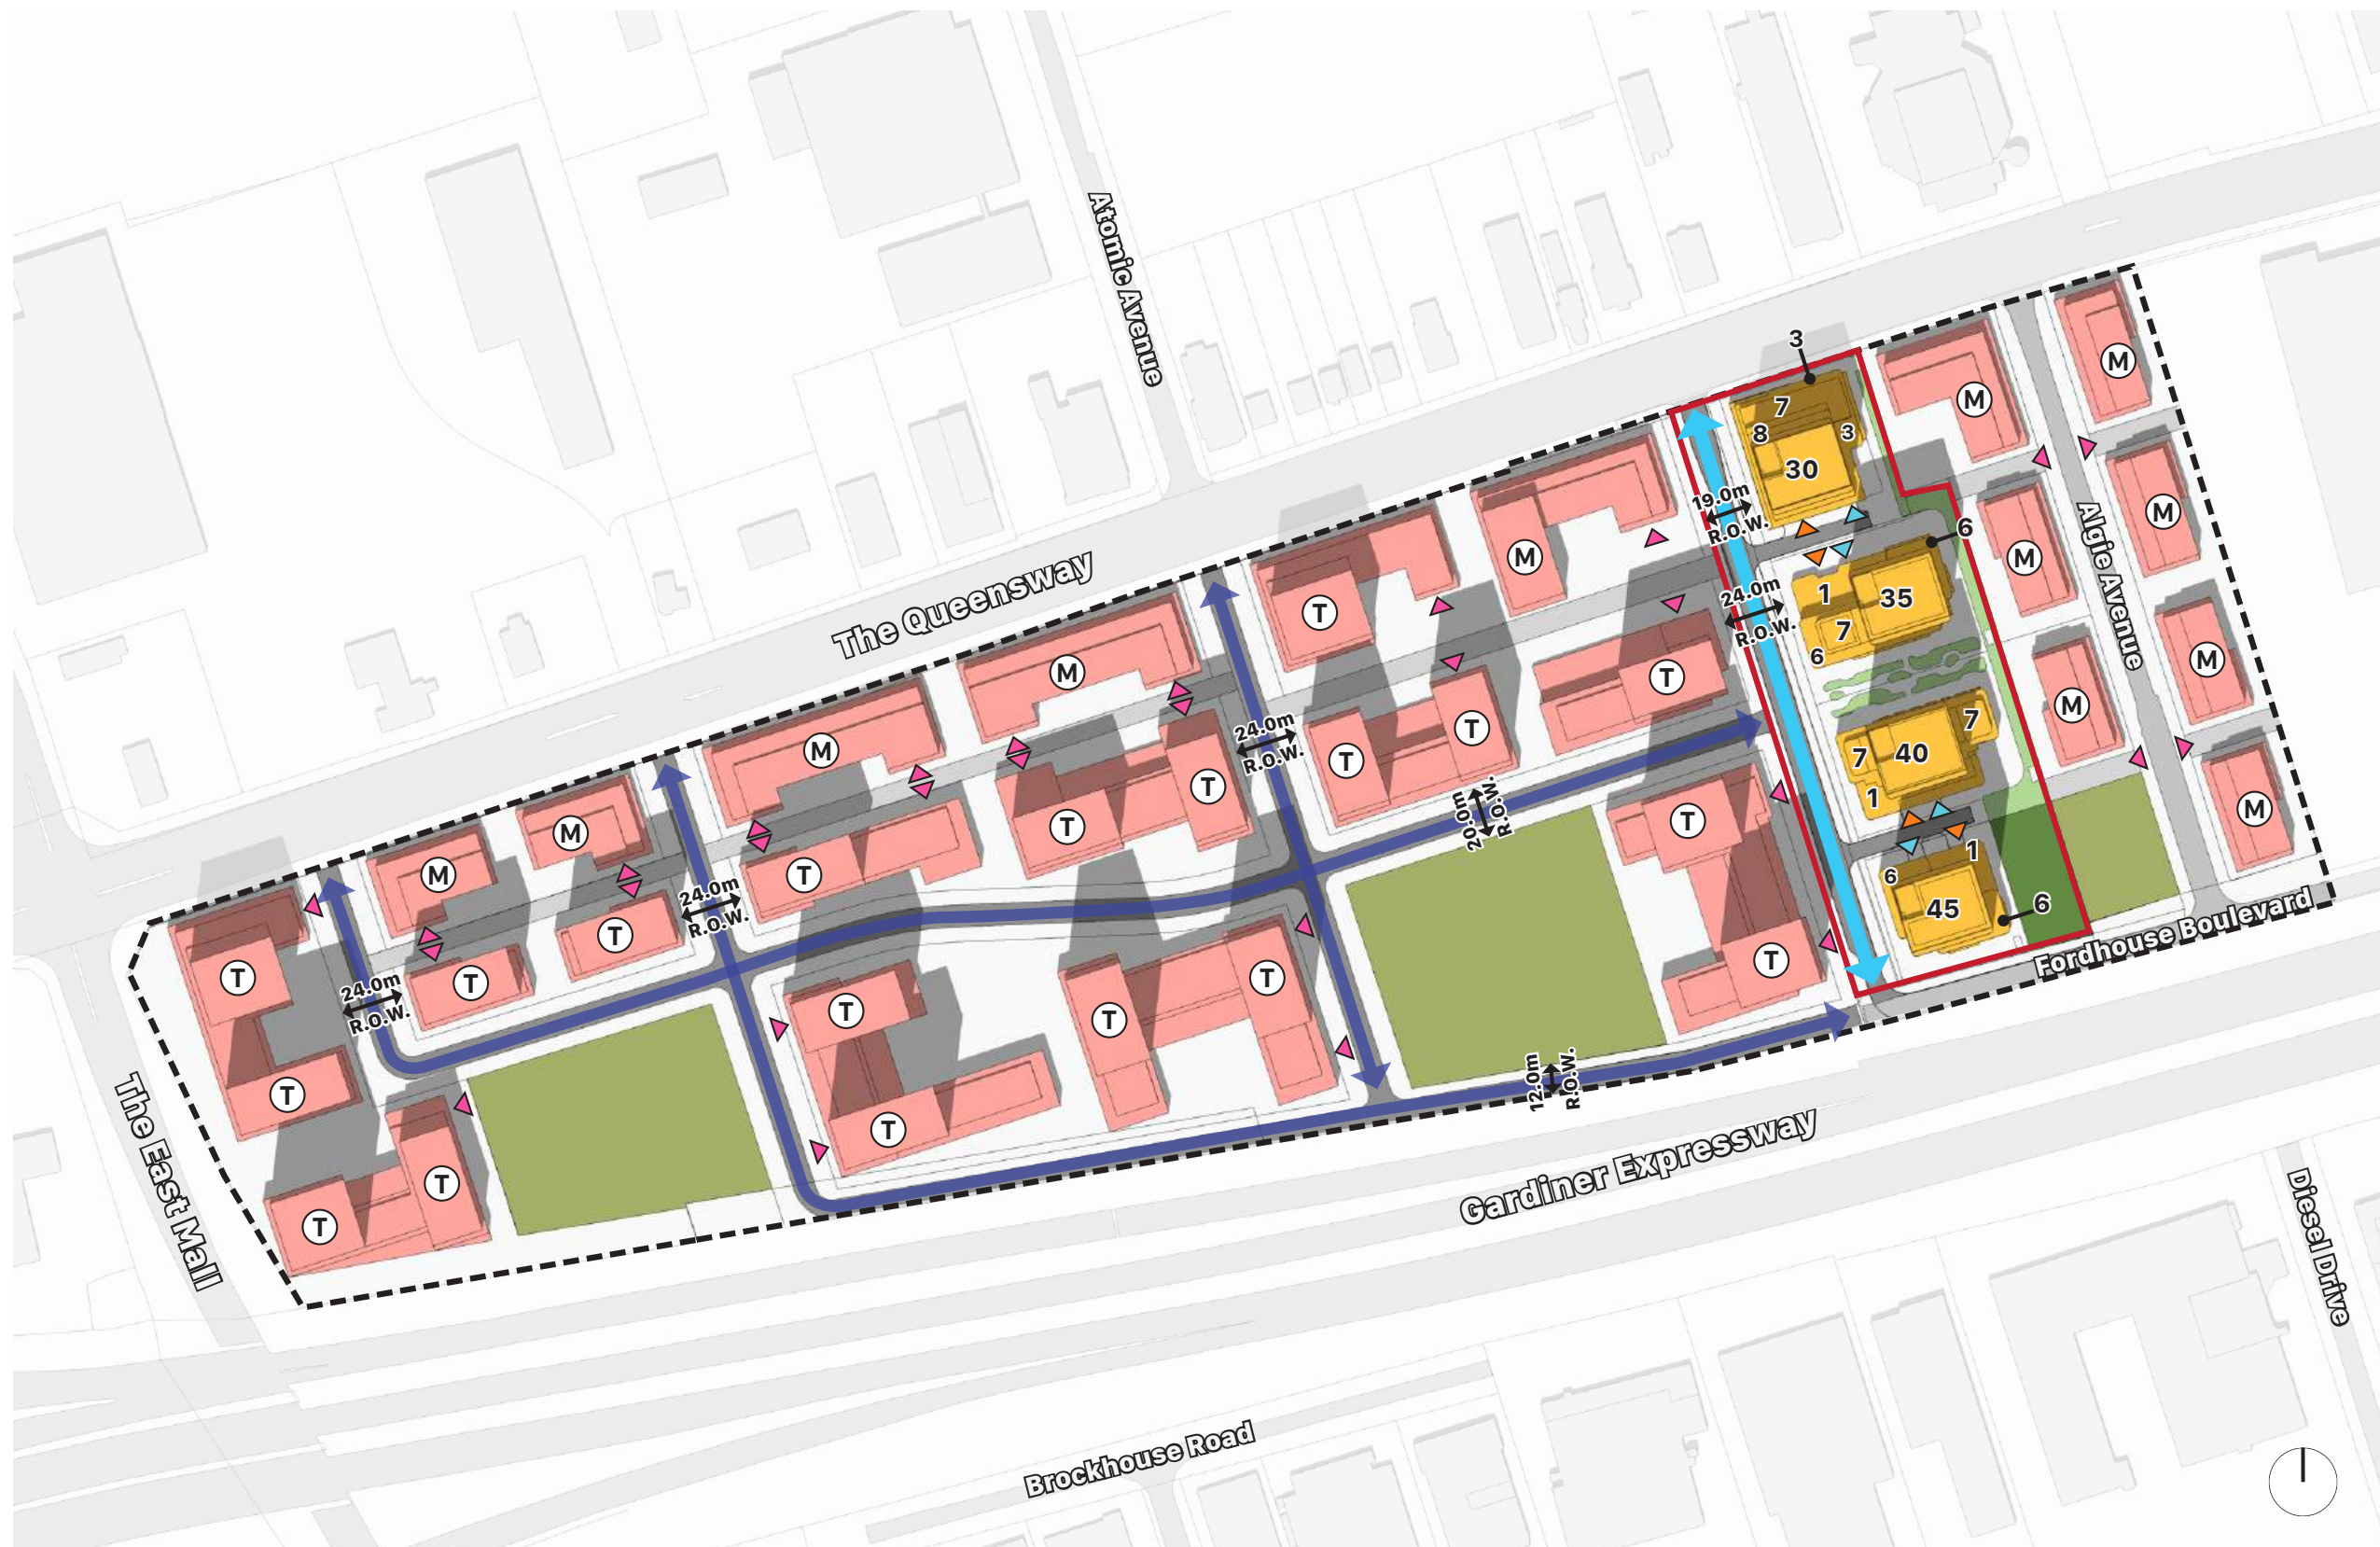 Atomic Avenue
The Queensway
3
7
8
3
30
19.0m
R.O.W.
6
1
35
24.0m
R.O.W.
7
6
7
7
40
1
1
6
45
6
M
M
M
M
M
M
M
M
Algie Avenue
Fordhouse Boulevard
M
T
T
T
T
24.0m
R.O.W.
20.0m
R.O.W.
T
T
M
M
T
T
T
24.0m
R.O.W.
M
M
T
T
T
T
24.0m
R.O.W.
T
T
T
T
T
T
T
12.0m
R.O.W.
The East Mall
Gardiner Expressway
Diesel Drive
Brockhouse Road